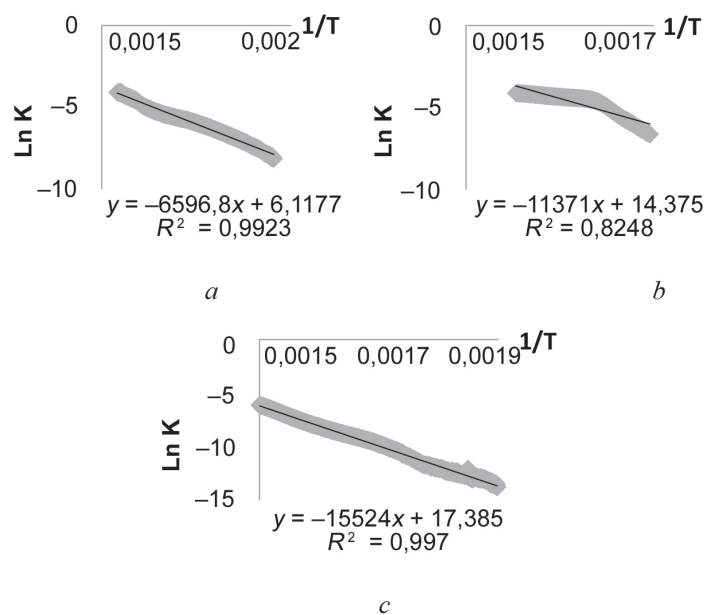 0
0,0015 0,002 1/T
Ln K
–5
–10
y = –6596,8x + 6,1177
R² = 0,9923
a
0
0,0015 0,0017 1/T
Ln K
–5
–10
y = –11371x + 14,375
R² = 0,8248
b
0
0,0015 0,0017 0,0019 1/T
Ln K
–5
–10
–15
y = –15524x + 17,385
R² = 0,997
c